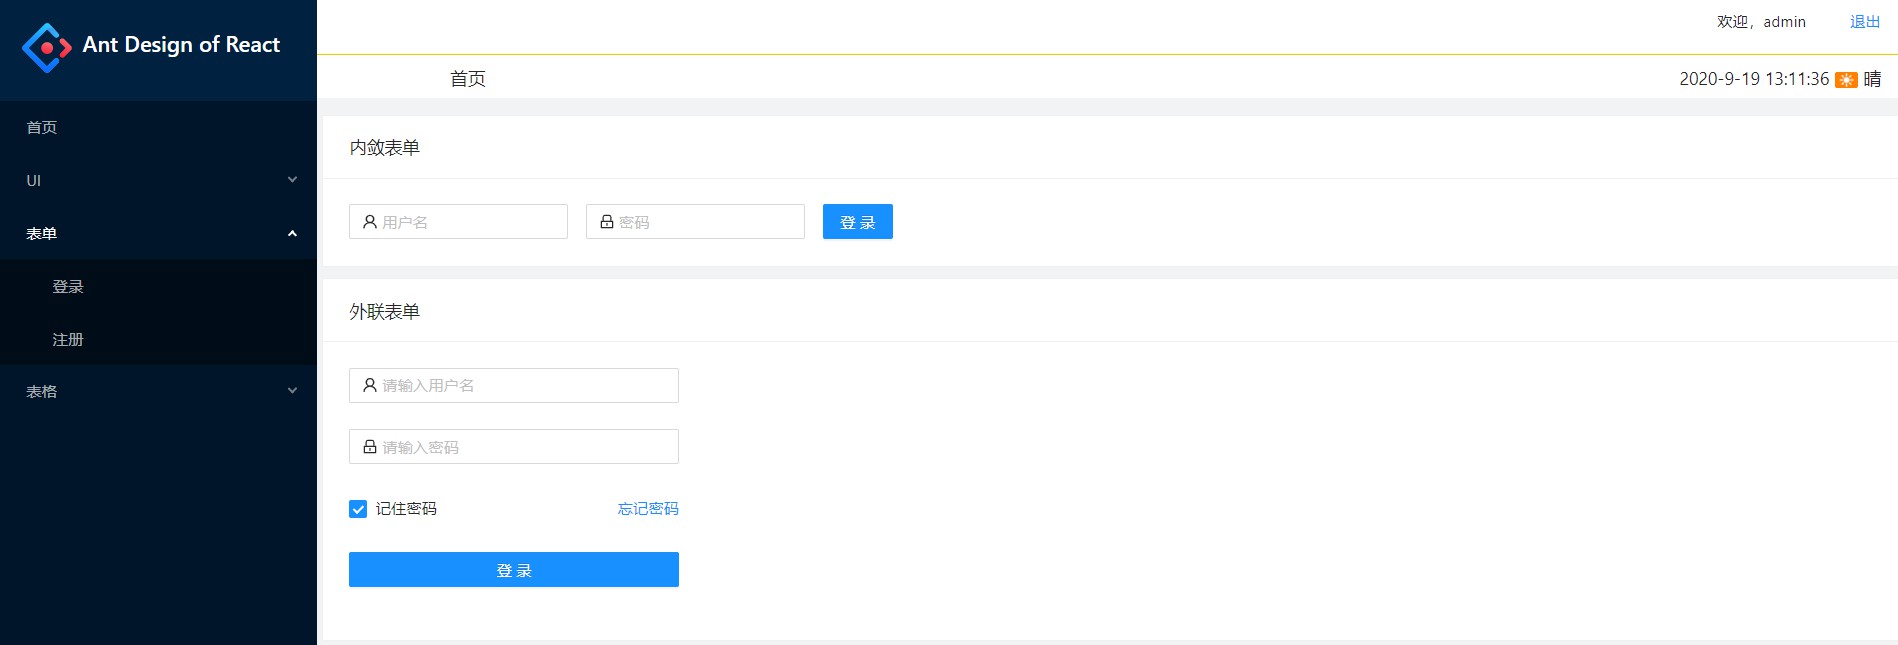 Ant Design of React
首页
UI
表单
登录
注册
表格
欢迎，admin
退出
首页
2020-9-19 13:11:36 晴
内敛表单
用户名
密码
登 录
外联表单
请输入用户名
请输入密码
记住密码
忘记密码
登 录